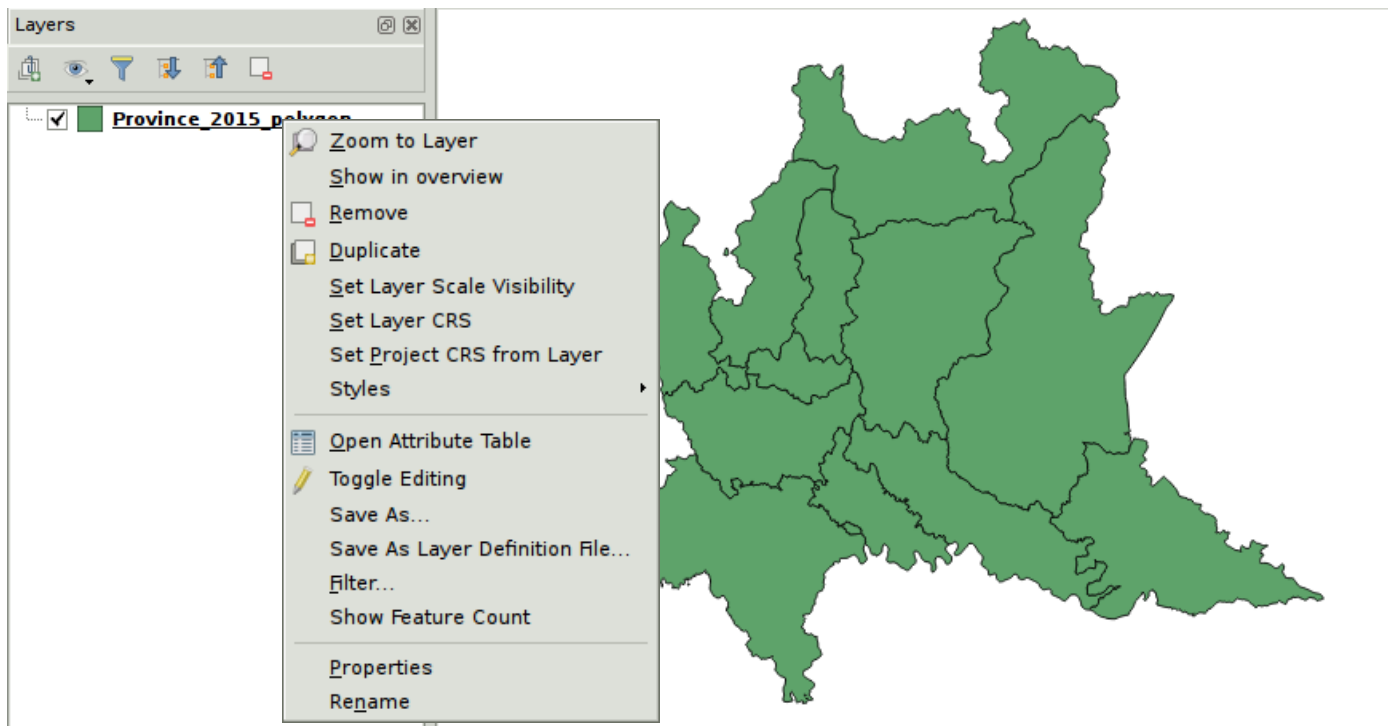 Layers
Province_2015_polygon
Zoom to Layer
Show in overview
Remove
Duplicate
Set Layer Scale Visibility
Set Layer CRS
Set Project CRS from Layer
Styles
Open Attribute Table
Toggle Editing
Save As...
Save As Layer Definition File...
Filter...
Show Feature Count
Properties
Rename